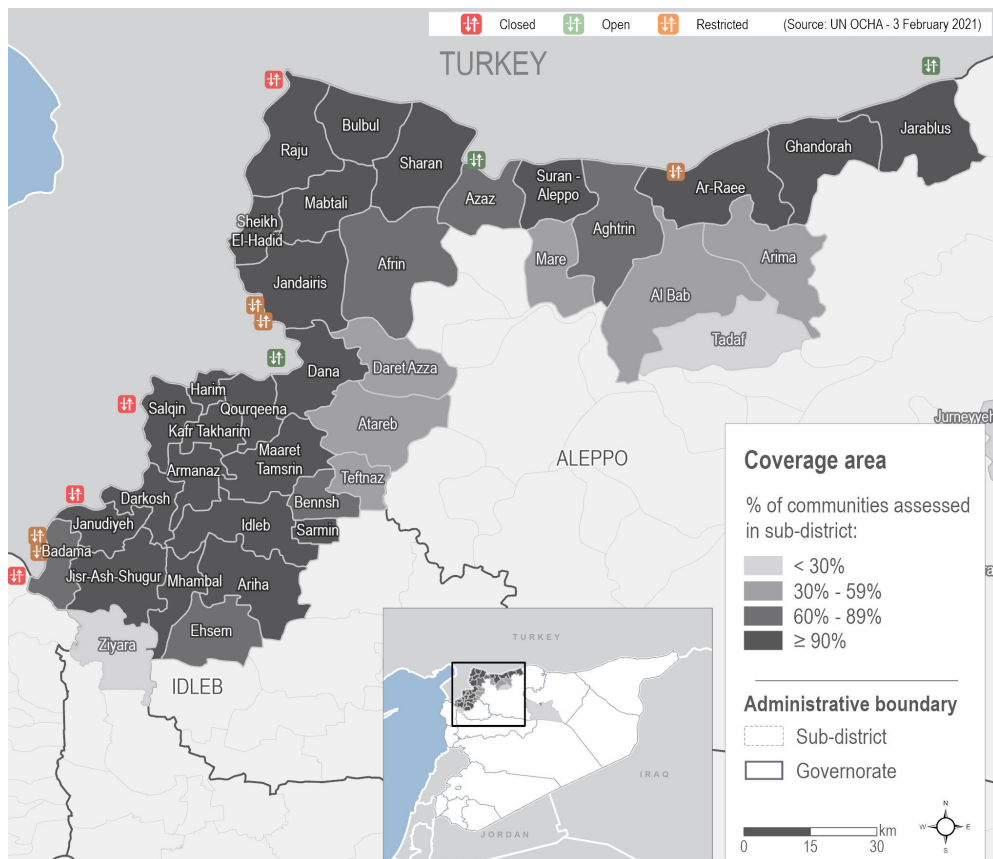 Closed
Open
Restricted
(Source: UN OCHA - 3 February 2021)
TURKEY
Bulbul
Raju
Sharan
Jarablus
Ghandorah
Ar-Raee
Suran -
Aleppo
Azaz
Mabtali
Sheikh
El-Hadid
Aghtrin
Afrin
Mare
Arima
Jandairis
Al Bab
Tadaf
Dana
Daret Azza
Harim
Salqin
Qourqeena
Kafr Takharim
Atareb
Jurneyyeh
Maaret
Tamsrin
ALEPPO
Armanaz
Teftnaz
Darkosh
Bennsh
Janudiyeh
Idleb
Sarmin
Badama
Jisr-Ash-Shugur
Mhambal
Ariha
Ehsem
Ziyara
IDLEB
Coverage area
% of communities assessed
in sub-district:
< 30%
30% - 59%
60% - 89%
≥ 90%
Administrative boundary
Sub-district
Governorate
km
0
15
30
N
W
E
S
TURKEY
IRAQ
JORDAN